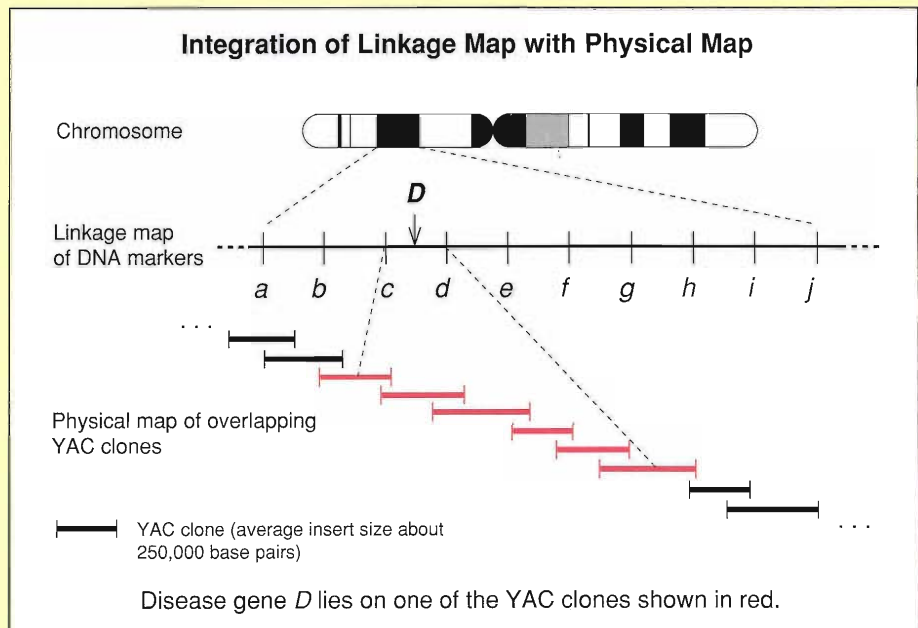 Integration of Linkage Map with Physical Map
Chromosome
D
Linkage map
of DNA markers
a b c d e f g h i j
. . .
Physical map of overlapping
YAC clones
YAC clone (average insert size about
250,000 base pairs)
. . .
Disease gene D lies on one of the YAC clones shown in red.